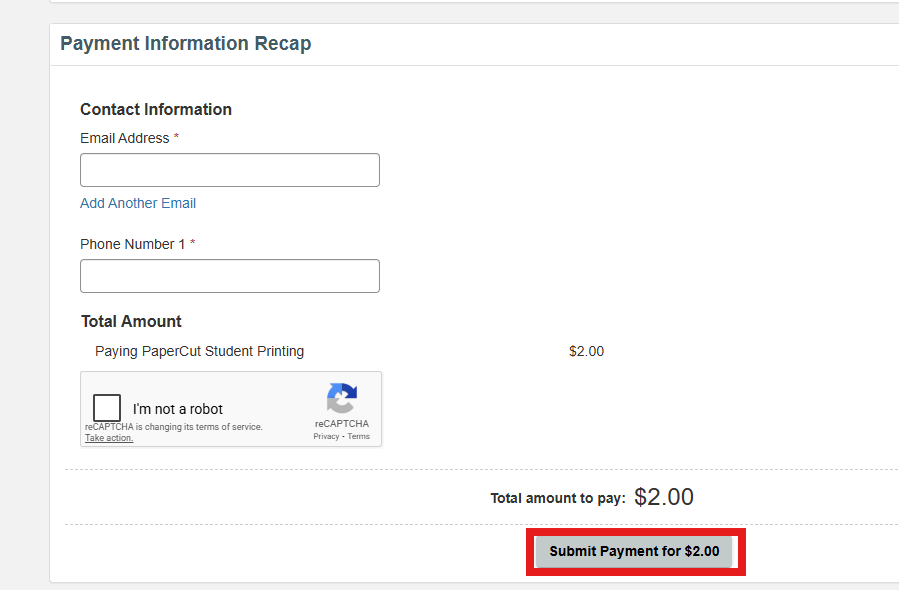 Payment Information Recap
Contact Information
Email Address *
Add Another Email
Phone Number 1 *
Total Amount
Paying PaperCut Student Printing $2.00
I'm not a robot
reCAPTCHA is changing its terms of service.
Take action.
reCAPTCHA
Privacy - Terms
Total amount to pay: $2.00
Submit Payment for $2.00